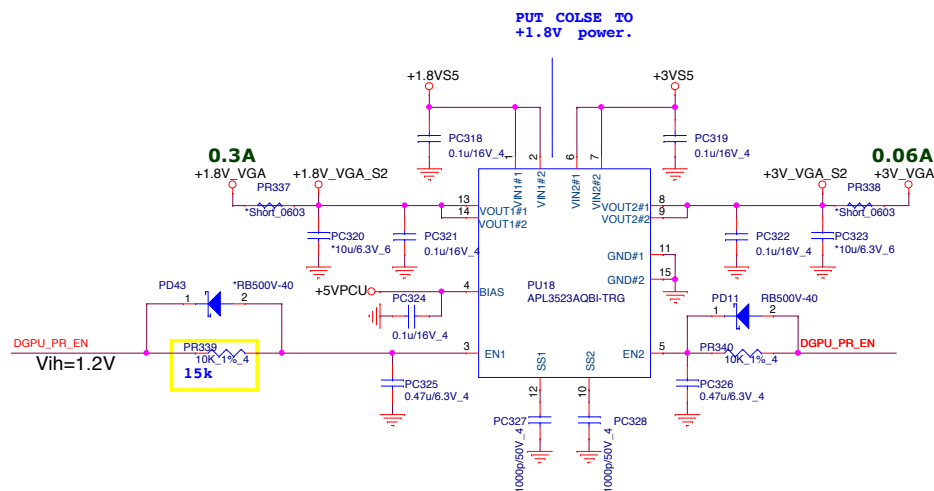 PUT COLSE TO
+1.8V power.
+1.8VS5
+3VS5
PC318
0.1u/16V_4
PC319
0.1u/16V_4
1
2
6
7
VIN1#1
VIN1#2
VIN2#1
VIN2#2
0.3A
+1.8V_VGA
+1.8V_VGA_S2
PR337
*Short_0603
0.06A
+3V_VGA_S2
+3V_VGA
PR338
*Short_0603
13
14
VOUT1#1
VOUT1#2
8
9
VOUT2#1
VOUT2#2
PC320
*10u/6.3V_6
PC321
0.1u/16V_4
PC322
0.1u/16V_4
PC323
*10u/6.3V_6
GND#1
11
GND#2
15
PU18
APL3523AQBI-TRG
+5VPCU
4
BIAS
PC324
0.1u/16V_4
PD43
*RB500V-40
1
2
PD11
RB500V-40
1
2
DGPU_PR_EN
Vih=1.2V
PR339
10K_1%_4
15k
3
EN1
EN2
5
PR340
10K_1%_4
DGPU_PR_EN
PC325
0.47u/6.3V_4
PC326
0.47u/6.3V_4
SS1
SS2
12
10
PC327
1000p/50V_4
PC328
1000p/50V_4